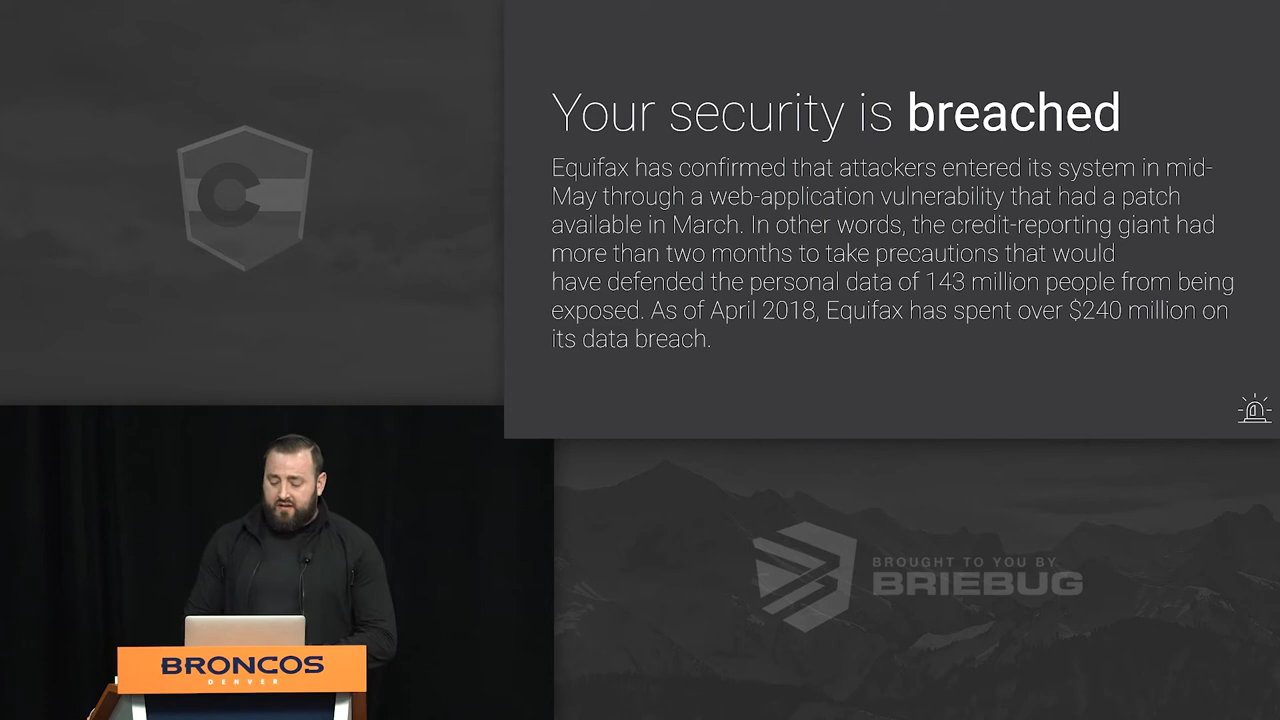 Your security is breached
Equifax has confirmed that attackers entered its system in mid-
May through a web-application vulnerability that had a patch
available in March. In other words, the credit-reporting giant had
more than two months to take precautions that would
have defended the personal data of 143 million people from being
exposed. As of April 2018, Equifax has spent over $240 million on
its data breach.
C
BROUGHT TO YOU BY
BRIEBUG
BRONCOS
DENVER